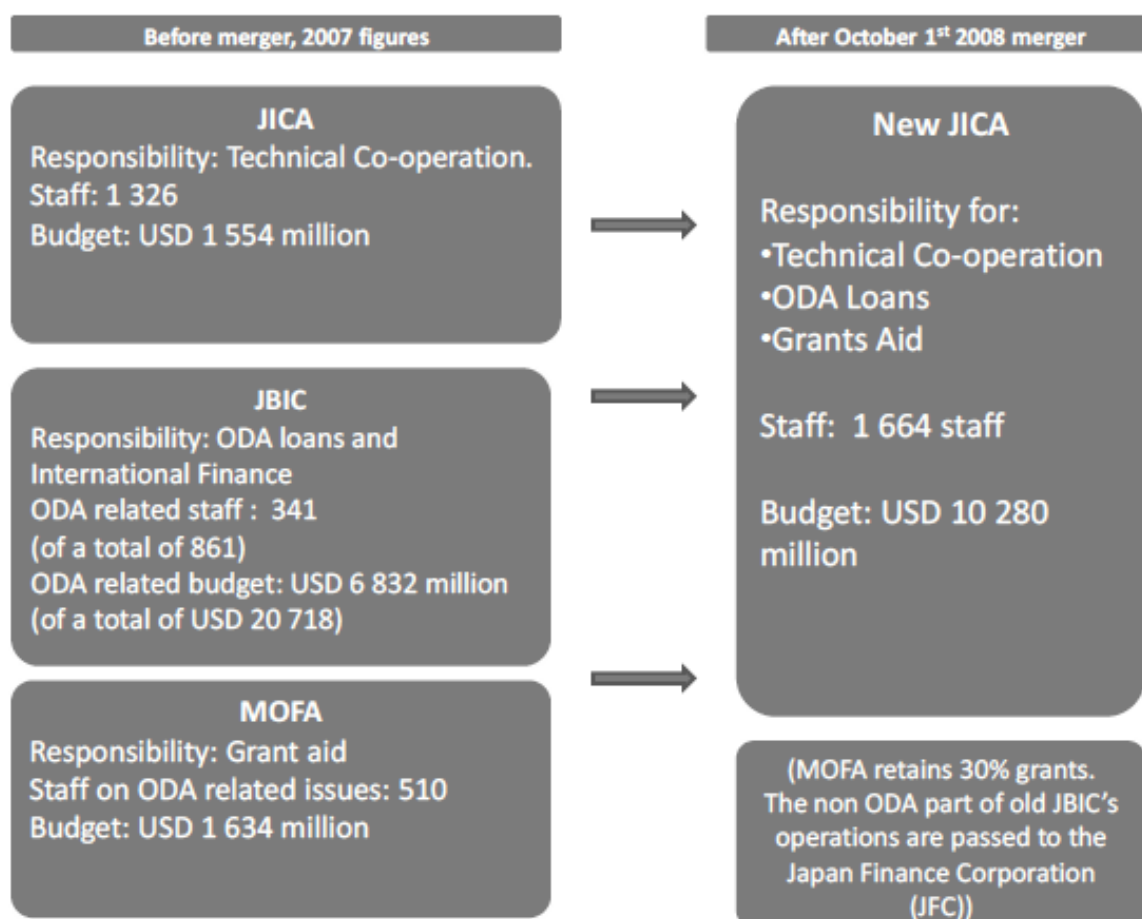 Before merger, 2007 figures
JICA
Responsibility: Technical Co-operation.
Staff: 1 326
Budget: USD 1 554 million
JBIC
Responsibility: ODA loans and
International Finance
ODA related staff : 341
(of a total of 861)
ODA related budget: USD 6 832 million
(of a total of USD 20 718)
MOFA
Responsibility: Grant aid
Staff on ODA related issues: 510
Budget: USD 1 634 million
After October 1st 2008 merger
New JICA
Responsibility for:
•Technical Co-operation
•ODA Loans
•Grants Aid
Staff: 1 664 staff
Budget: USD 10 280
million
(MOFA retains 30% grants.
The non ODA part of old JBIC's
operations are passed to the
Japan Finance Corporation
(JFC))